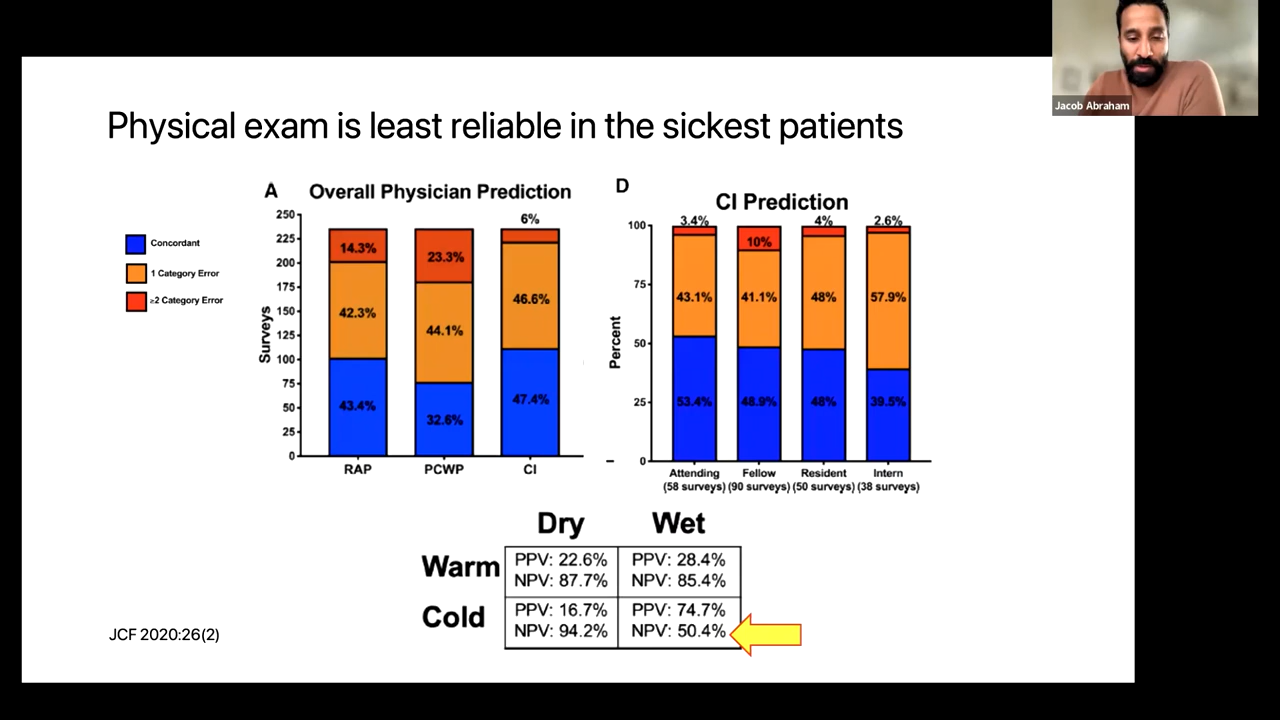 Jacob Abraham
Physical exam is least reliable in the sickest patients
Concordant
1 Category Error
≥2 Category Error
A
Overall Physician Prediction
Surveys
250
225
200
175
150
125
100
75
50
25
0
14.3%
42.3%
43.4%
23.3%
44.1%
32.6%
6%
46.6%
47.4%
RAP
PCWP
CI
D
CI Prediction
Percent
100
75
50
25
0
3.4%
43.1%
53.4%
10%
41.1%
48.9%
4%
48%
48%
2.6%
57.9%
39.5%
Attending
(58 surveys)
Fellow
(90 surveys)
Resident
(50 surveys)
Intern
(38 surveys)
Dry
Wet
Warm
PPV: 22.6%
NPV: 87.7%
PPV: 28.4%
NPV: 85.4%
Cold
PPV: 16.7%
NPV: 94.2%
PPV: 74.7%
NPV: 50.4%
JCF 2020:26(2)